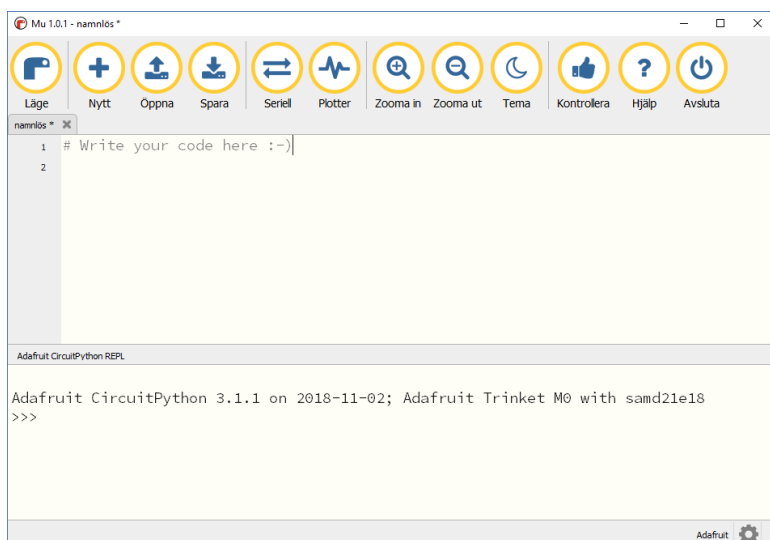 Mu 1.0.1 - namnlös *
Läge Nytt Öppna Spara Seriell Plotter Zooma in Zooma ut Tema Kontrollera Hjälp Avsluta
namnlös *
1 # Write your code here :-)
2
Adafruit CircuitPython REPL
Adafruit CircuitPython 3.1.1 on 2018-11-02; Adafruit Trinket M0 with samd21e18
>>>
Adafruit